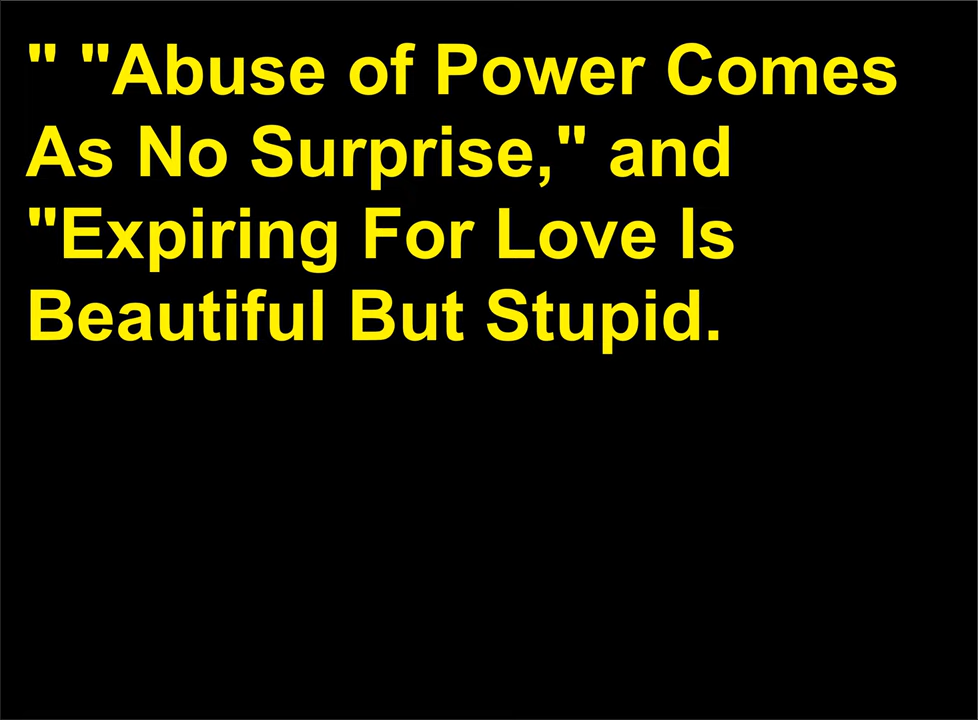 " "Abuse of Power Comes
As No Surprise," and
"Expiring For Love Is
Beautiful But Stupid.